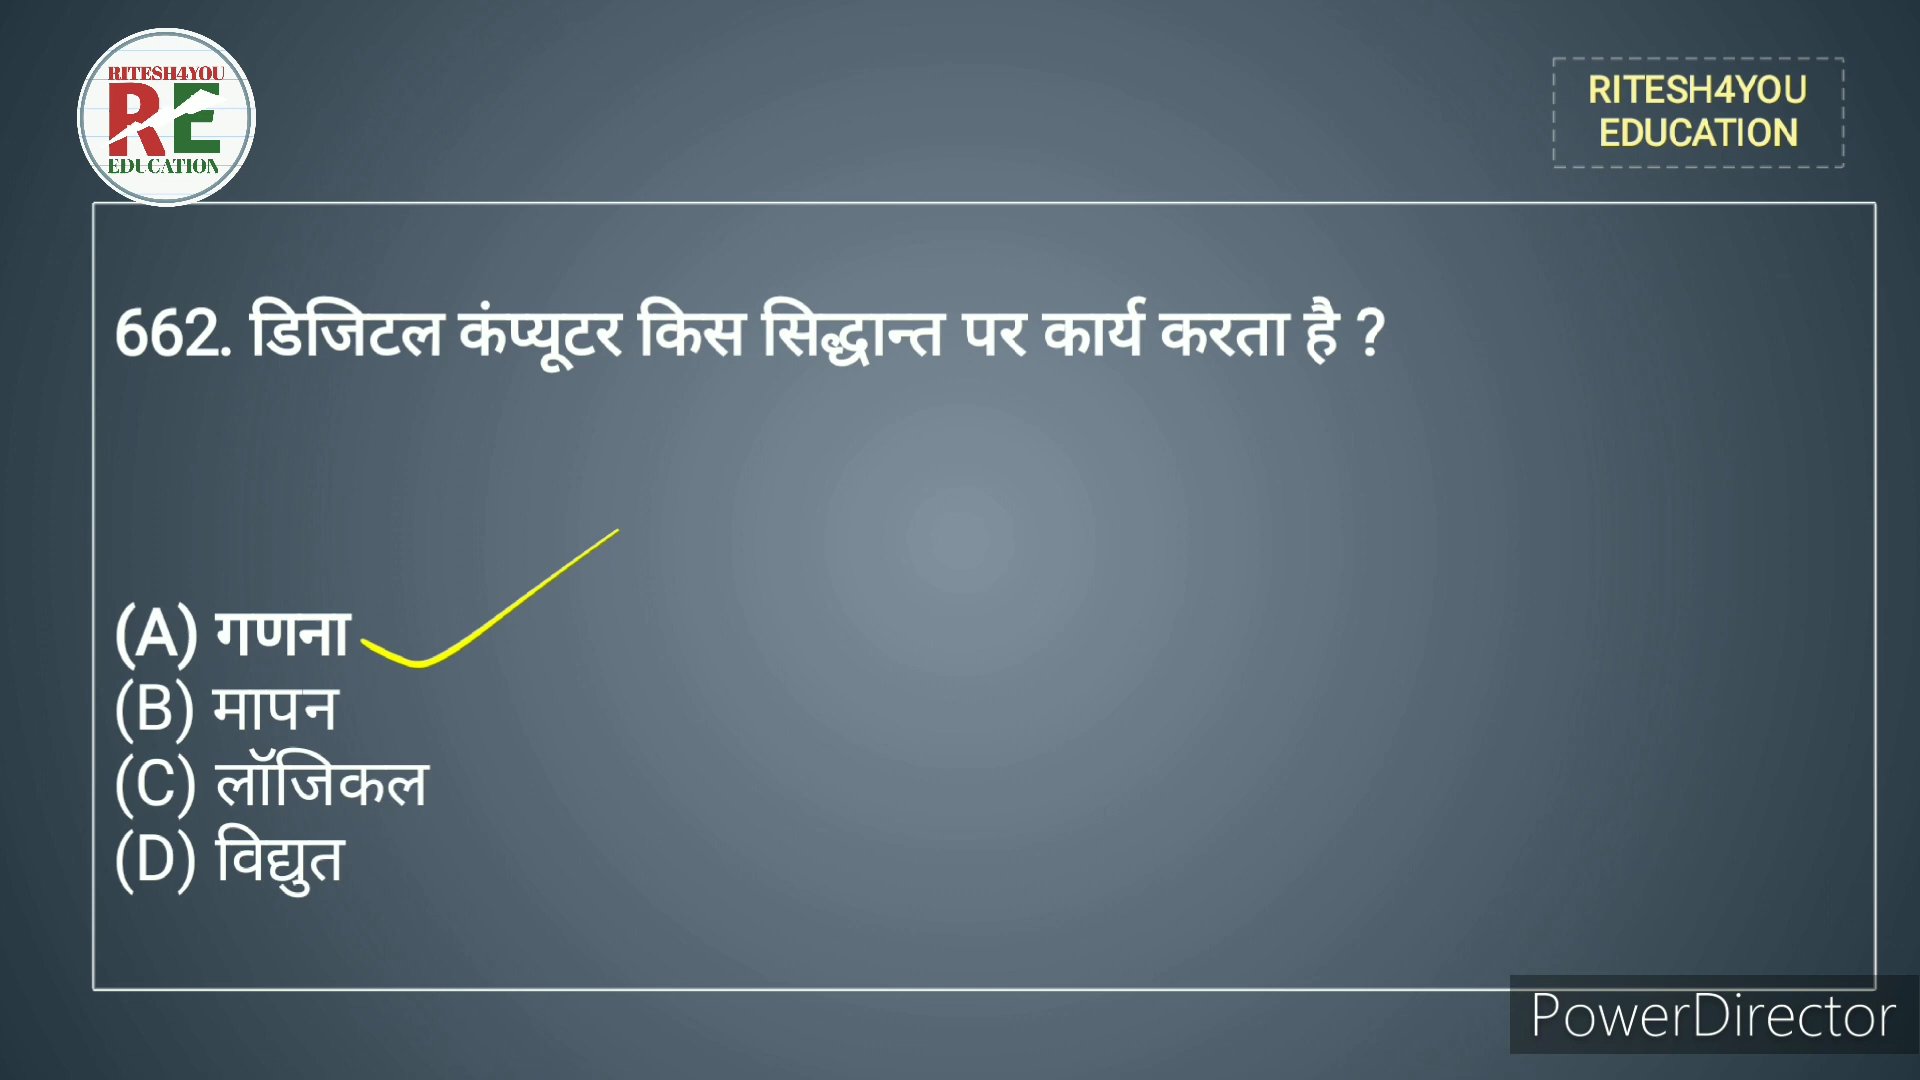 RITESH4YOU
RE
EDUCATION
RITESH4YOU
EDUCATION
662. डिजिटल कंप्यूटर किस सिद्धान्त पर कार्य करता है ?
(A) गणना
(B) मापन
(C) लॉजिकल
(D) विद्युत
PowerDirector